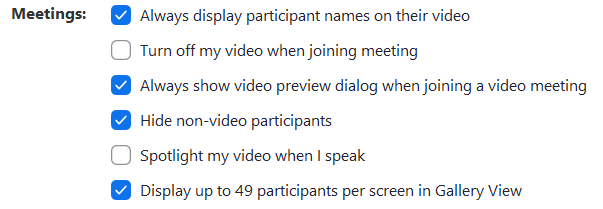 Meetings: Always display participant names on their video
Turn off my video when joining meeting
Always show video preview dialog when joining a video meeting
Hide non-video participants
Spotlight my video when I speak
Display up to 49 participants per screen in Gallery View